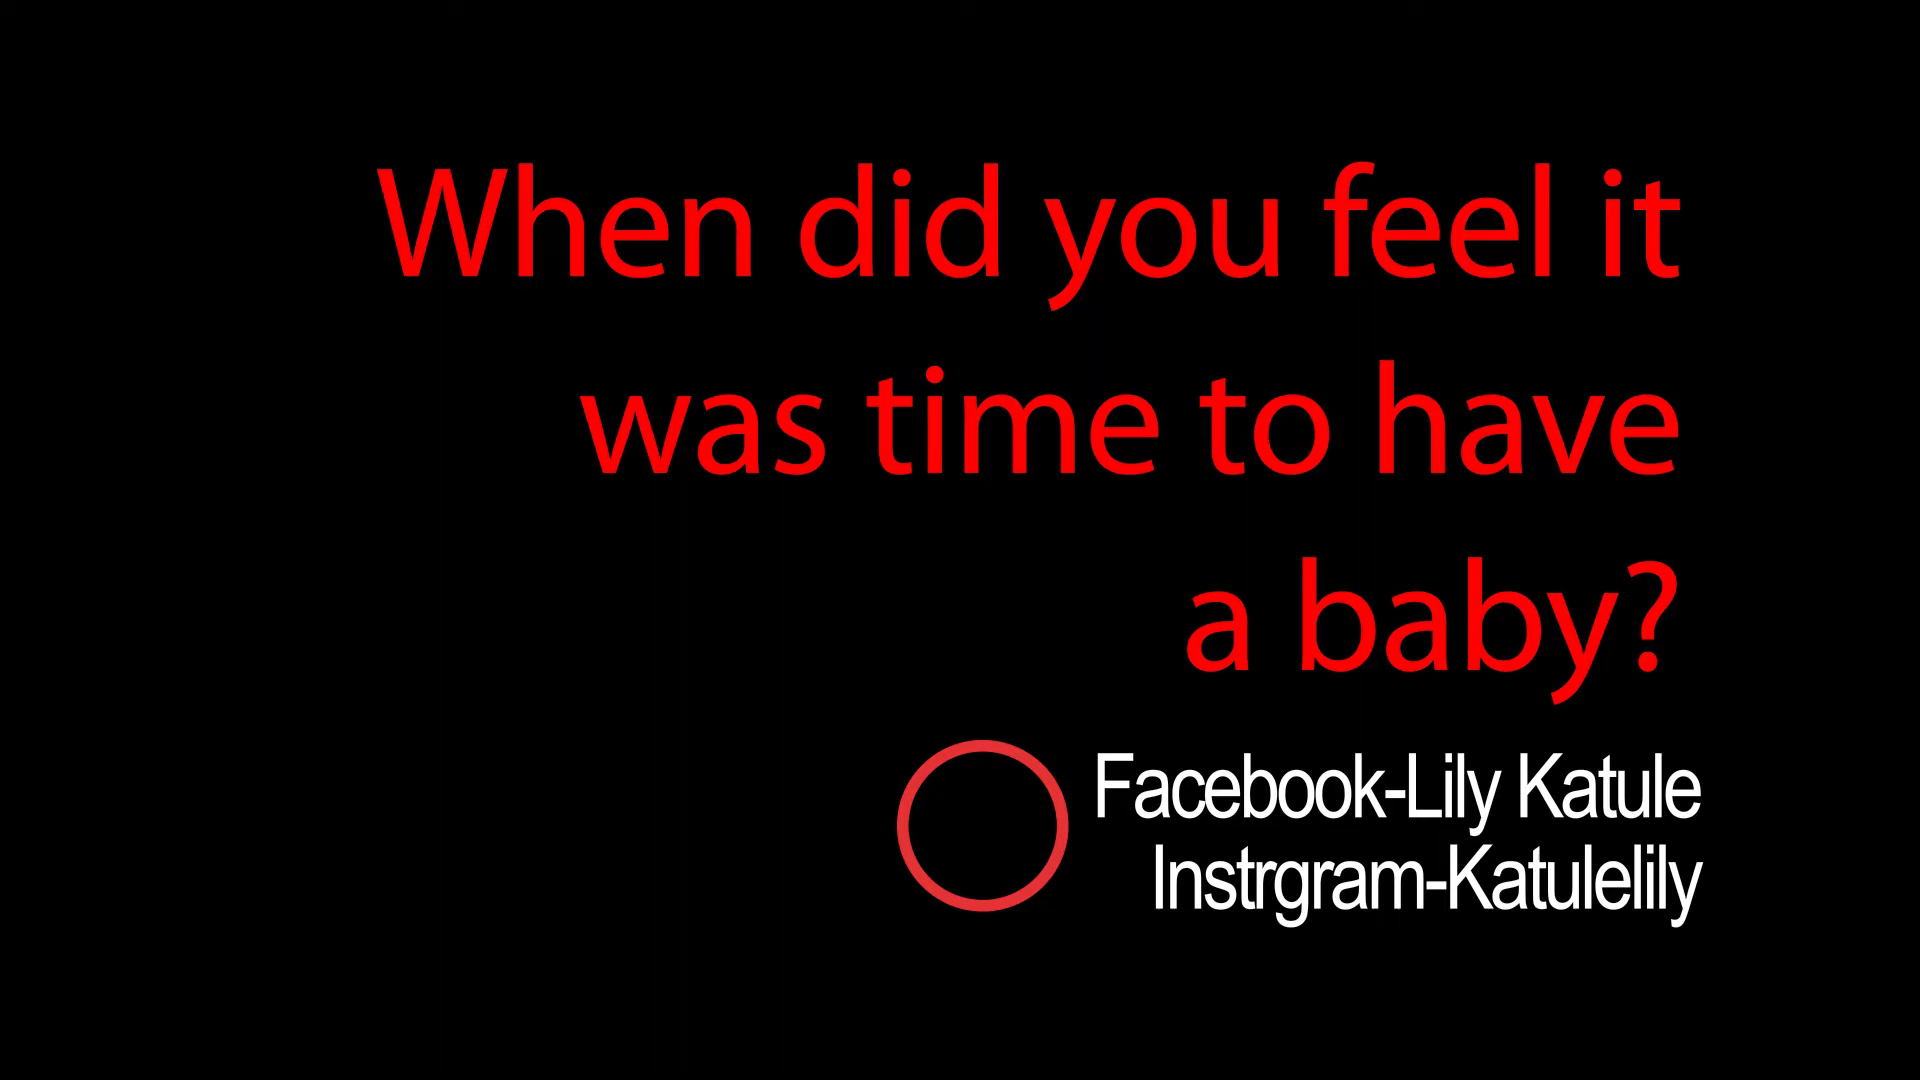 When did you feel it
was time to have
a baby?
Facebook-Lily Katule
Instrgram-Katulelily